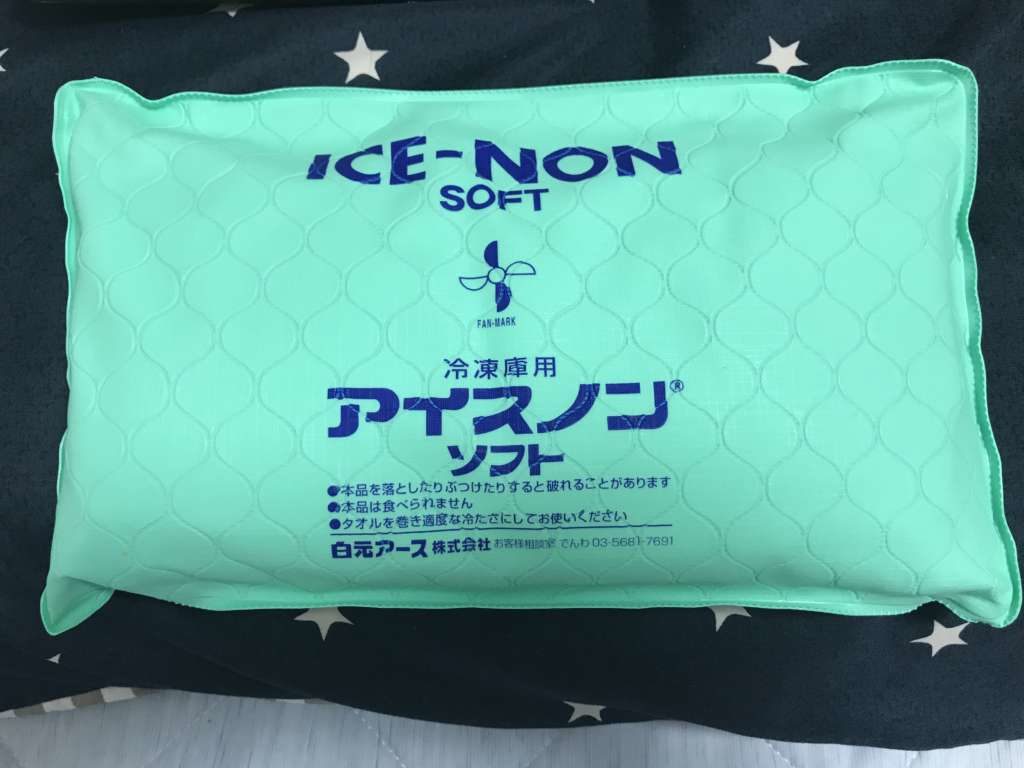 ICE-NON
SOFT
FAN-MARK
冷凍庫用
アイスノン®
ソフト
●本品を落としたりぶつけたりすると破れることがあります
●本品は食べられません
●タオルを巻き適度な冷たさにしてお使いください
白元アース株式会社 お客様相談室 でんわ 03-5681-7691